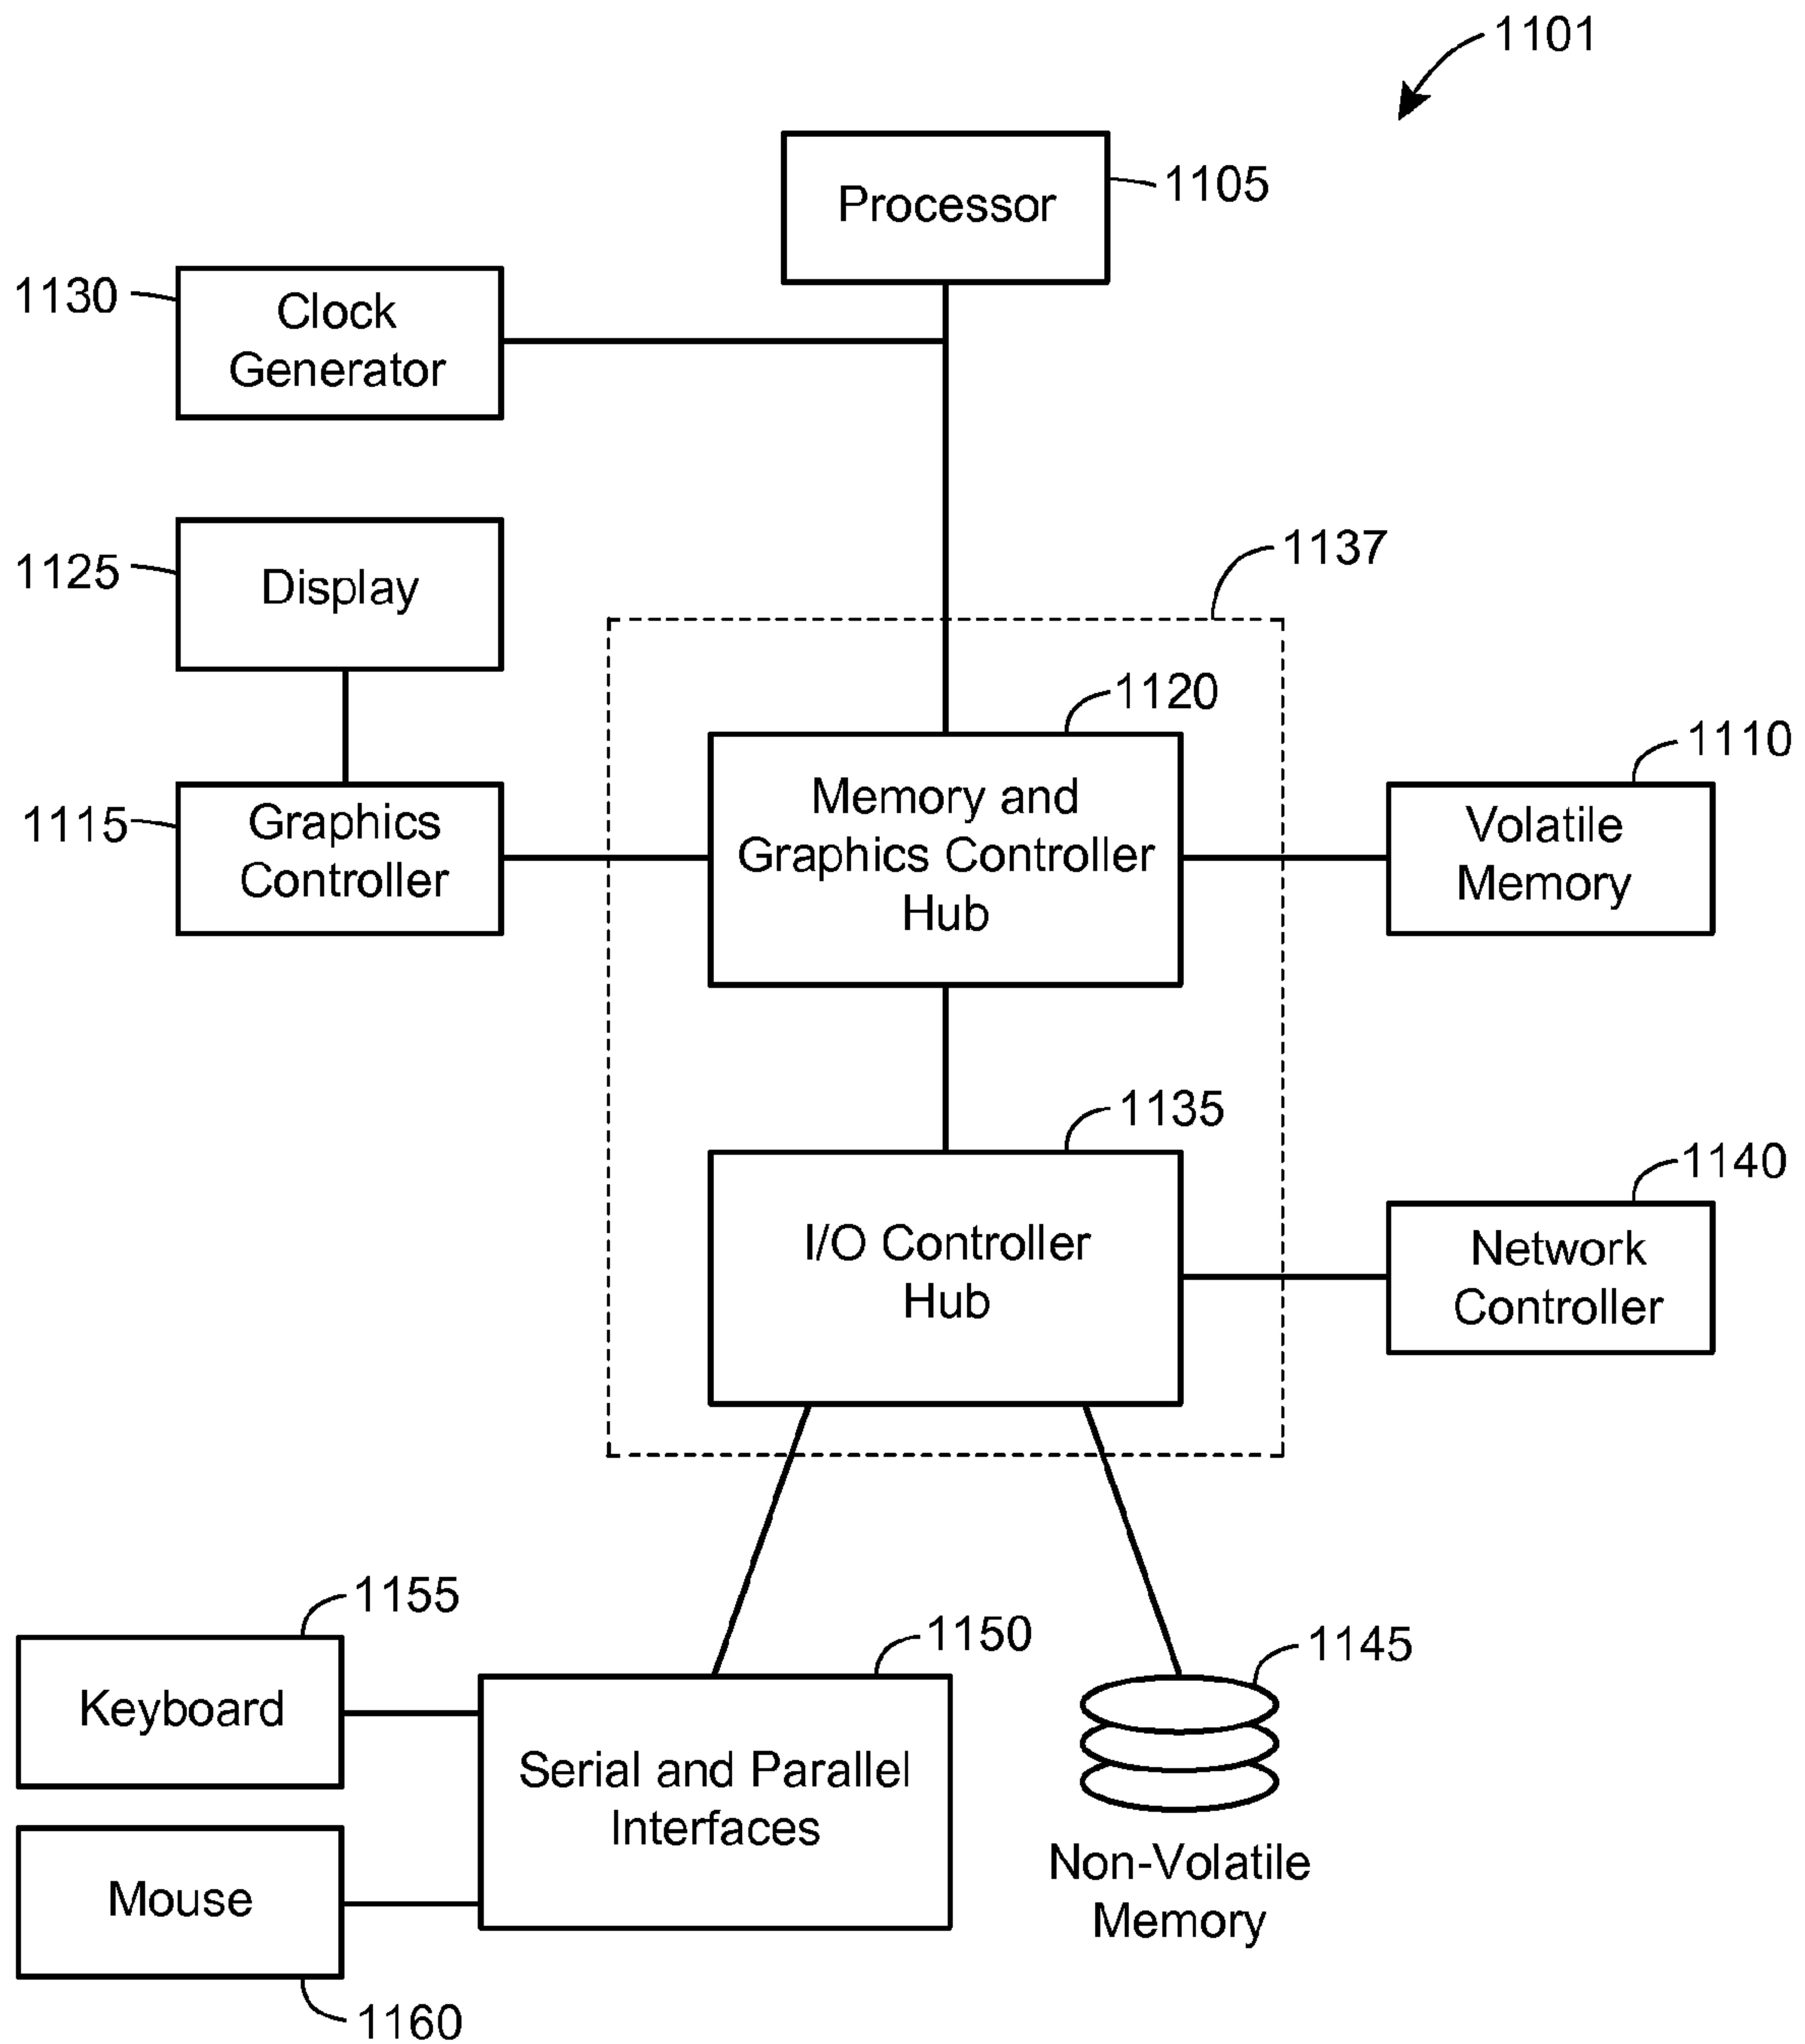 1101
Processor
1105
1130
Clock
Generator
1125
Display
1137
1120
1110
1115
Graphics
Controller
Memory and
Graphics Controller
Hub
Volatile
Memory
1135
1140
I/O Controller
Hub
Network
Controller
1155
1150
1145
Keyboard
Serial and Parallel
Interfaces
Mouse
Non-Volatile
Memory
1160